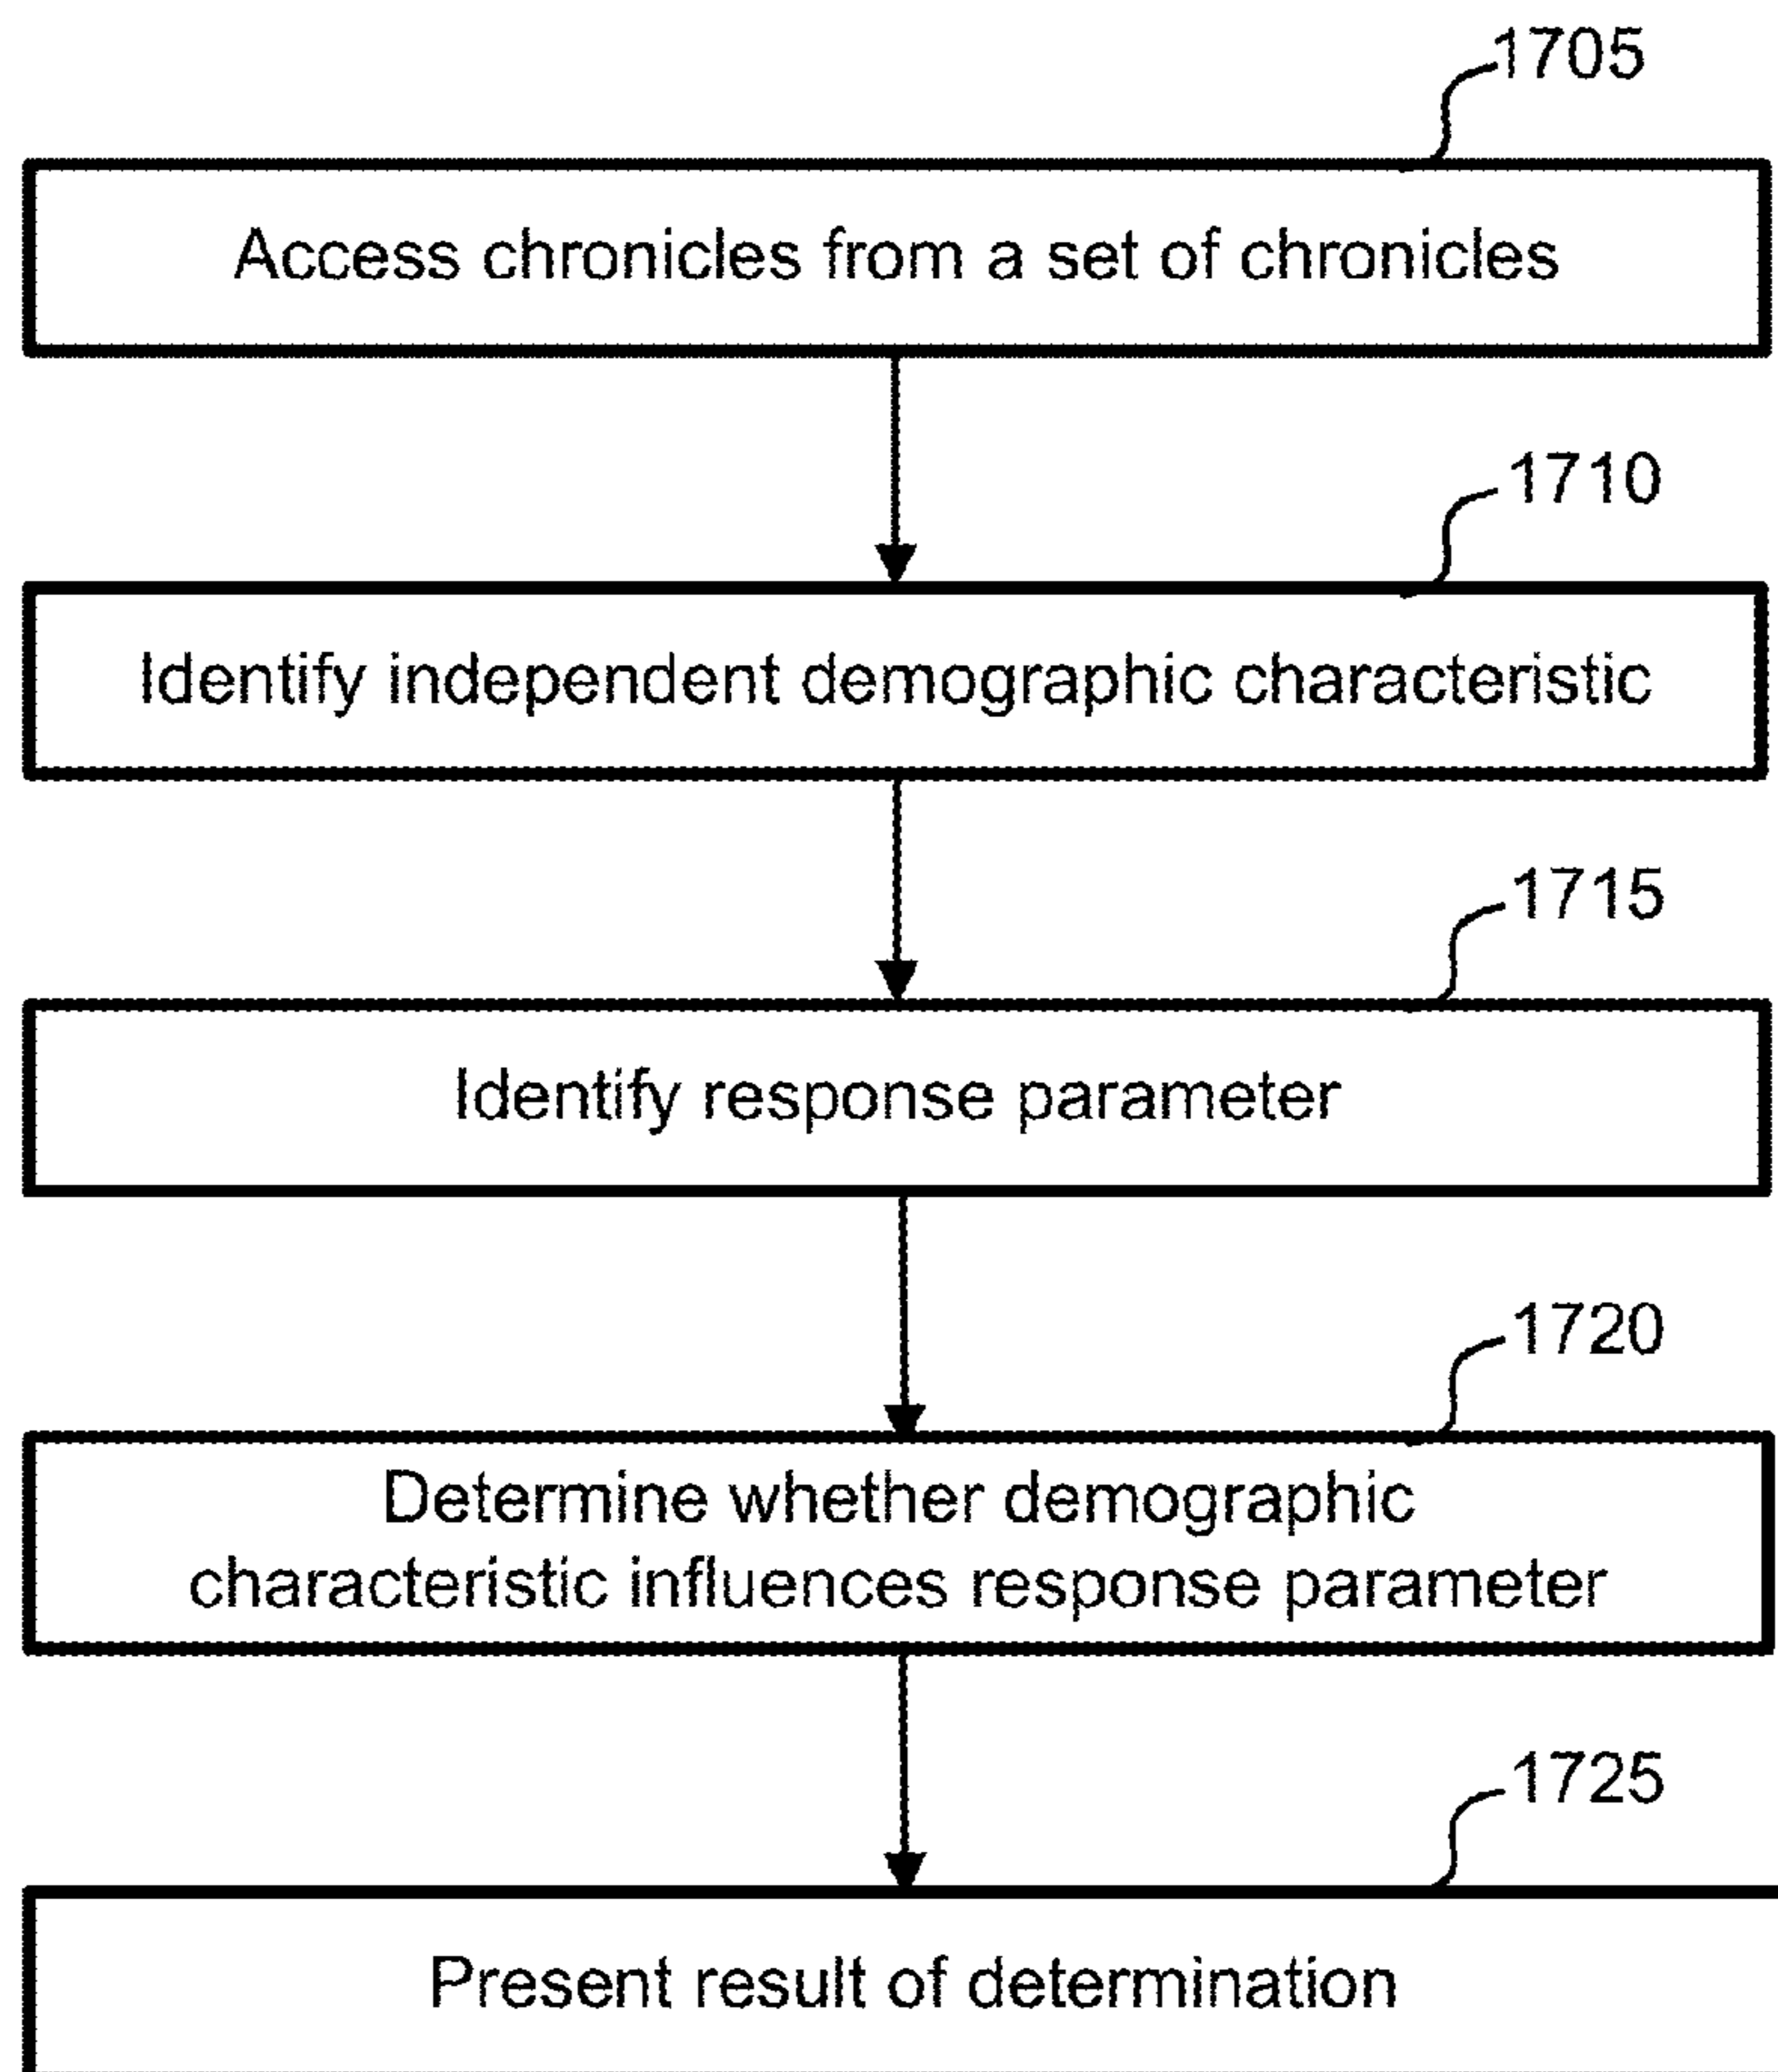 1705
Access chronicles from a set of chronicles
1710
Identify independent demographic characteristic
1715
Identify response parameter
1720
Determine whether demographic
characteristic influences response parameter
1725
Present result of determination